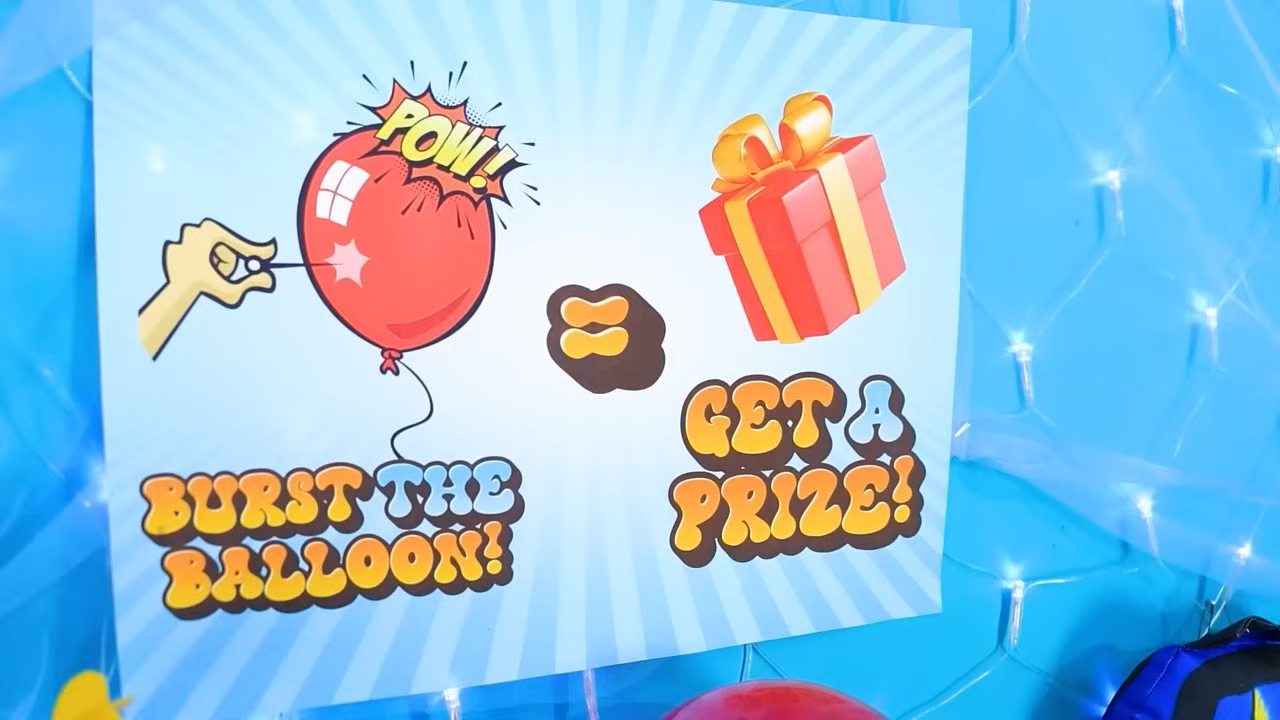 POW!
=
BURST THE
BALLOON!
GET A
PRIZE!